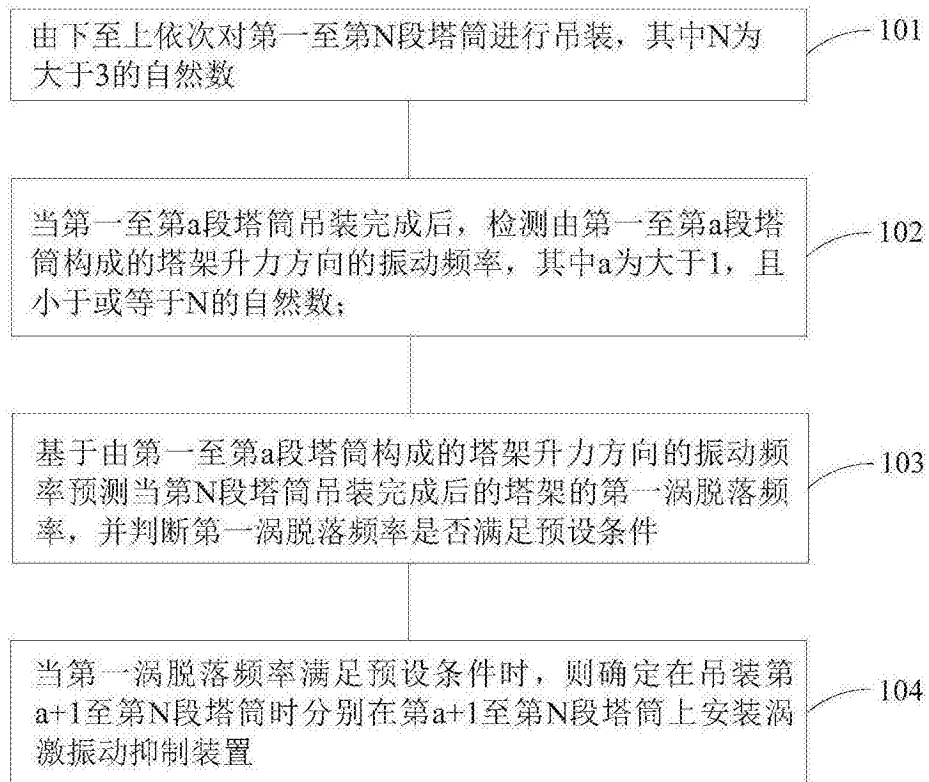 由下至上依次对第一至第N段塔筒进行吊装，其中N为
大于3的自然数
101
当第一至第a段塔筒吊装完成后，检测由第一至第a段塔
筒构成的塔架升力方向的振动频率，其中a为大于1，且
小于或等于N的自然数；
102
基于由第一至第a段塔筒构成的塔架升力方向的振动频
率预测当第N段塔筒吊装完成后的塔架的第一涡脱落频
率，并判断第一涡脱落频率是否满足预设条件
103
当第一涡脱落频率满足预设条件时，则确定在吊装第
a+1至第N段塔筒时分别在第a+1至第N段塔筒上安装涡
激振动抑制装置
104